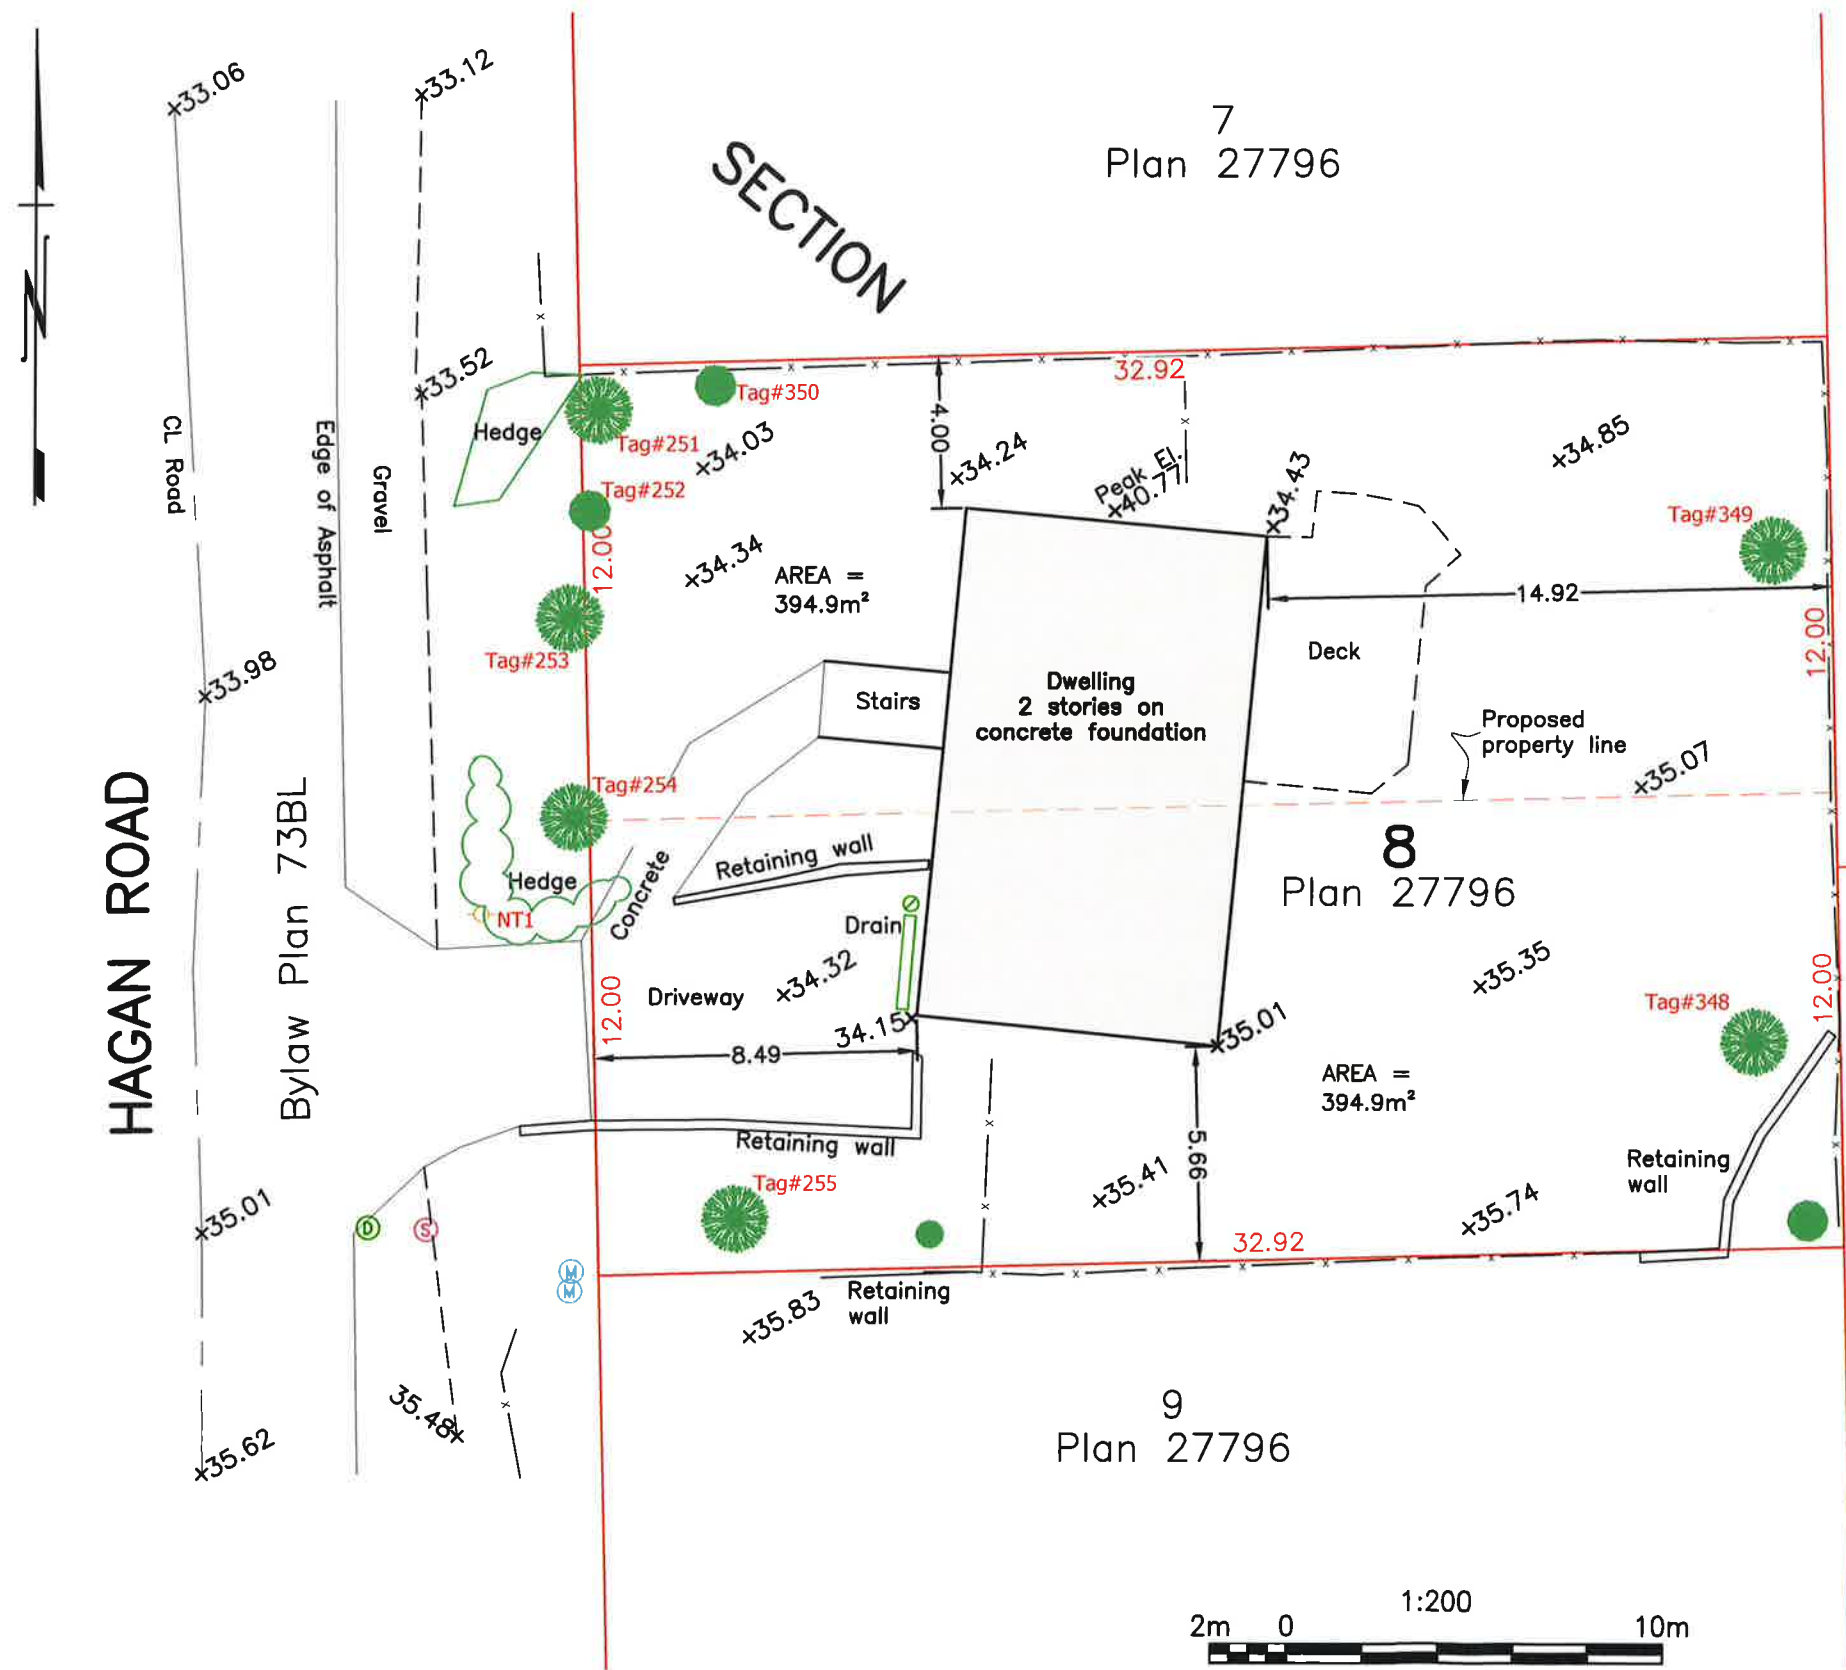 +33.06
+33.12
7
Plan 27796
SECTION
+33.52
32.92
Tag#350
Hedge
Tag#251
+34.03
4.00
+34.24
Peak El.
+40.77
+34.43
+34.85
CL Road
Edge of Asphalt
Gravel
Tag#252
12.00
+34.34
AREA =
394.9m²
Tag#349
14.92
Tag#253
+33.98
Stairs
Dwelling
2 stories on
concrete foundation
Deck
12.00
Proposed
property line
+35.07
Tag#254
HAGAN ROAD
Bylaw Plan 73BL
Retaining wall
8
Plan 27796
Hedge
NT1
Concrete
Drain
+34.32
+35.35
Driveway
12.00
34.15
8.49
+35.01
Tag#348
12.00
AREA =
394.9m²
Retaining wall
5.66
+35.41
Retaining
wall
Tag#255
+35.74
+35.01
D
S
32.92
M
M
Retaining
wall
+35.83
35.48
+35.62
9
Plan 27796
1:200
2m 0 10m